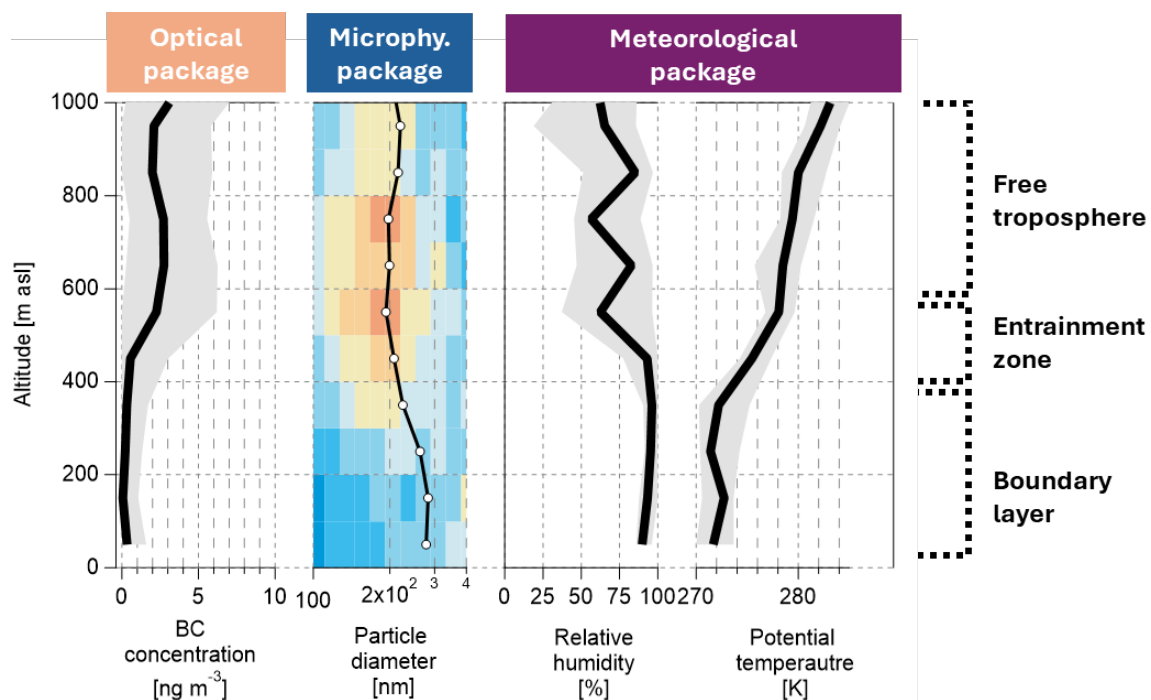 Optical
package
Microphy.
package
Meteorological
package
1000
800
600
400
200
0
Altitude [m asl]
0 5 10
BC
concentration
[ng m⁻³]
100 2x10² 3 4
Particle
diameter
[nm]
0 25 50 75 100
Relative
humidity
[%]
270 280
Potential
temperautre
[K]
Free
troposphere
Entrainment
zone
Boundary
layer